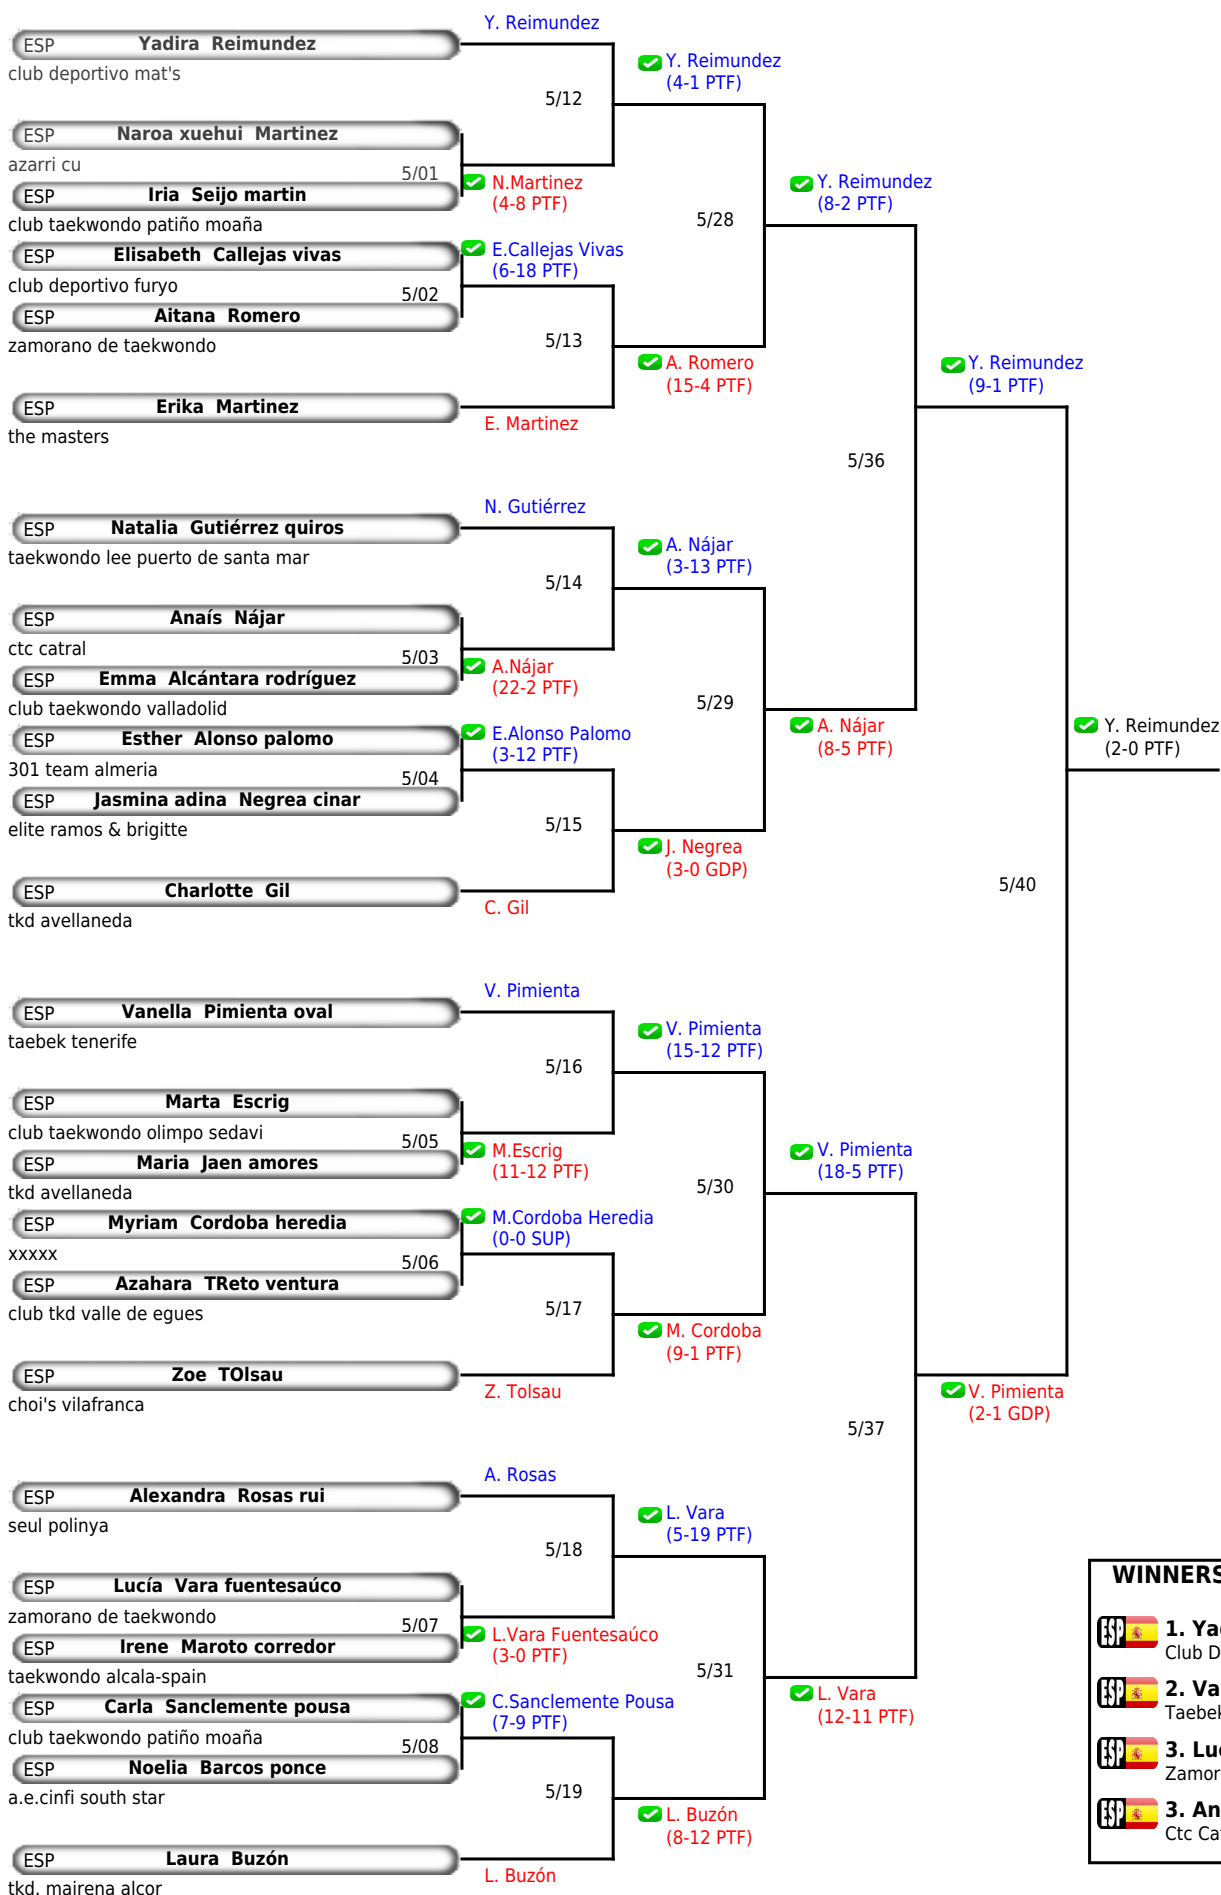 Y. Reimundez
ESP Yadira Reimundez
club deportivo mat's
Y. Reimundez
(4-1 PTF)
5/12
ESP Naroa xuehui Martinez
azarri cu
5/01
ESP Iria Seijo martin
N.Martinez
(4-8 PTF)
Y. Reimundez
(8-2 PTF)
club taekwondo patiño moaña
5/28
ESP Elisabeth Callejas vivas
E.Callejas Vivas
(6-18 PTF)
club deportivo furyo
5/02
ESP Aitana Romero
zamorano de taekwondo
5/13
A. Romero
(15-4 PTF)
Y. Reimundez
(9-1 PTF)
ESP Erika Martinez
E. Martinez
the masters
5/36
N. Gutiérrez
ESP Natalia Gutiérrez quiros
taekwondo lee puerto de santa mar
A. Nájar
(3-13 PTF)
5/14
ESP Anaís Nájar
ctc catral
5/03
ESP Emma Alcántara rodríguez
A.Nájar
(22-2 PTF)
club taekwondo valladolid
5/29
ESP Esther Alonso palomo
E.Alonso Palomo
(3-12 PTF)
A. Nájar
(8-5 PTF)
Y. Reimundez
(2-0 PTF)
301 team almeria
5/04
ESP Jasmina adina Negrea cinar
elite ramos & brigitte
5/15
J. Negrea
(3-0 GDP)
ESP Charlotte Gil
5/40
C. Gil
tkd avellaneda
V. Pimienta
ESP Vanella Pimienta oval
taebek tenerife
V. Pimienta
(15-12 PTF)
5/16
ESP Marta Escrig
club taekwondo olimpo sedavi
5/05
ESP Maria Jaen amores
M.Escrig
(11-12 PTF)
V. Pimienta
(18-5 PTF)
tkd avellaneda
5/30
ESP Myriam Cordoba heredia
M.Cordoba Heredia
(0-0 SUP)
xxxxx
5/06
ESP Azahara TReto ventura
club tkd valle de egues
5/17
M. Cordoba
(9-1 PTF)
ESP Zoe TOlsau
Z. Tolsau
choi's vilafranca
V. Pimienta
(2-1 GDP)
5/37
A. Rosas
ESP Alexandra Rosas rui
seul polinya
L. Vara
(5-19 PTF)
5/18
ESP Lucía Vara fuentesaúco
zamorano de taekwondo
5/07
ESP Irene Maroto corredor
L.Vara Fuentesaúco
(3-0 PTF)
taekwondo alcala-spain
5/31
ESP Carla Sanclemente pousa
C.Sanclemente Pousa
(7-9 PTF)
L. Vara
(12-11 PTF)
club taekwondo patiño moaña
5/08
ESP Noelia Barcos ponce
a.e.cinfi south star
5/19
L. Buzón
(8-12 PTF)
ESP Laura Buzón
L. Buzón
tkd. mairena alcor
WINNERS
ESP 1.
Club
ESP 2.
ESP 3.
ESP 3.
Ctc